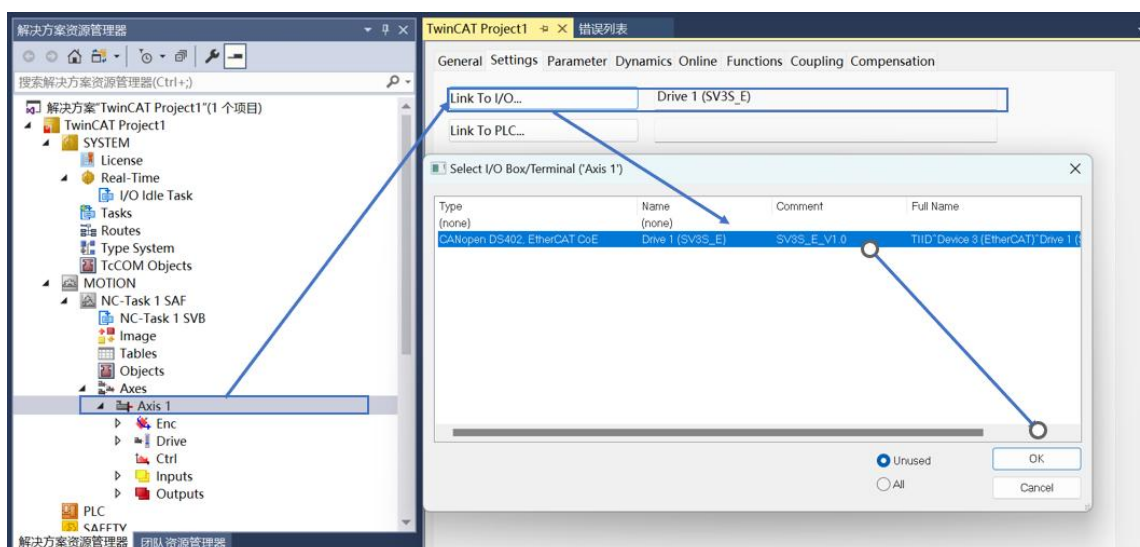 解决方案资源管理器
搜索解决方案资源管理器(Ctrl+;)
解决方案"TwinCAT Project1"(1 个项目)
TwinCAT Project1
SYSTEM
License
Real-Time
I/O Idle Task
Tasks
Routes
Type System
TcCOM Objects
MOTION
NC-Task 1 SAF
NC-Task 1 SVB
Image
Tables
Objects
Axes
Axis 1
Enc
Drive
Ctrl
Inputs
Outputs
PLC
SAFETY
解决方案资源管理器 团队资源管理器
TwinCAT Project1 错误列表
General Settings Parameter Dynamics Online Functions Coupling Compensation
Link To I/O... Drive 1 (SV3S_E)
Link To PLC...
Select I/O Box/Terminal ('Axis 1')
Type Name Comment Full Name
(none) (none)
CANopen DS402, EtherCAT CoE Drive 1 (SV3S_E) SV3S_E_V1.0 TIID^Device 3 (EtherCAT)^Drive 1 (
Unused OK
All Cancel